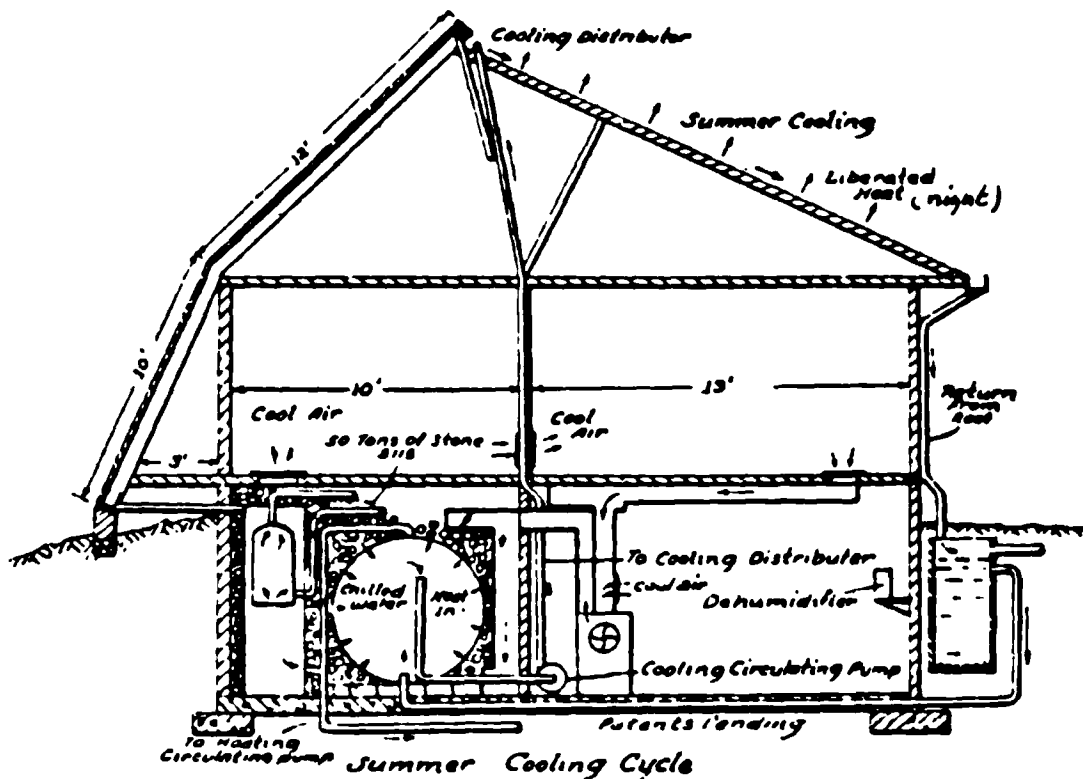 Cooling Distributer
Summer Cooling
Liberated
Heat (night)
12'
10'
10'
13'
3'
Cool Air
Cool
Air
50 Tons of Stone
Return
from
Roof
To Cooling Distributer
Cool Air
Dehumidifier
Chilled
water
Heat
In
Cooling Circulating Pump
Patents Pending
To Heating
Circulating pump
Summer Cooling Cycle